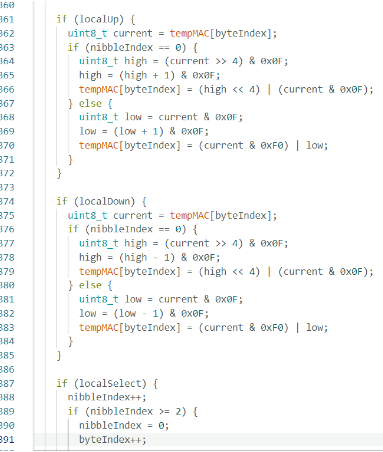 360
361 if (localUp) {
362 uint8_t current = tempMAC[byteIndex];
363 if (nibbleIndex == 0) {
364 uint8_t high = (current >> 4) & 0x0F;
365 high = (high + 1) & 0x0F;
366 tempMAC[byteIndex] = (high << 4) | (current & 0x0F);
367 } else {
368 uint8_t low = current & 0x0F;
369 low = (low + 1) & 0x0F;
370 tempMAC[byteIndex] = (current & 0xF0) | low;
371 }
372 }
373
374 if (localDown) {
375 uint8_t current = tempMAC[byteIndex];
376 if (nibbleIndex == 0) {
377 uint8_t high = (current >> 4) & 0x0F;
378 high = (high - 1) & 0x0F;
379 tempMAC[byteIndex] = (high << 4) | (current & 0x0F);
380 } else {
381 uint8_t low = current & 0x0F;
382 low = (low - 1) & 0x0F;
383 tempMAC[byteIndex] = (current & 0xF0) | low;
384 }
385 }
386
387 if (localSelect) {
388 nibbleIndex++;
389 if (nibbleIndex >= 2) {
390 nibbleIndex = 0;
391 byteIndex++;